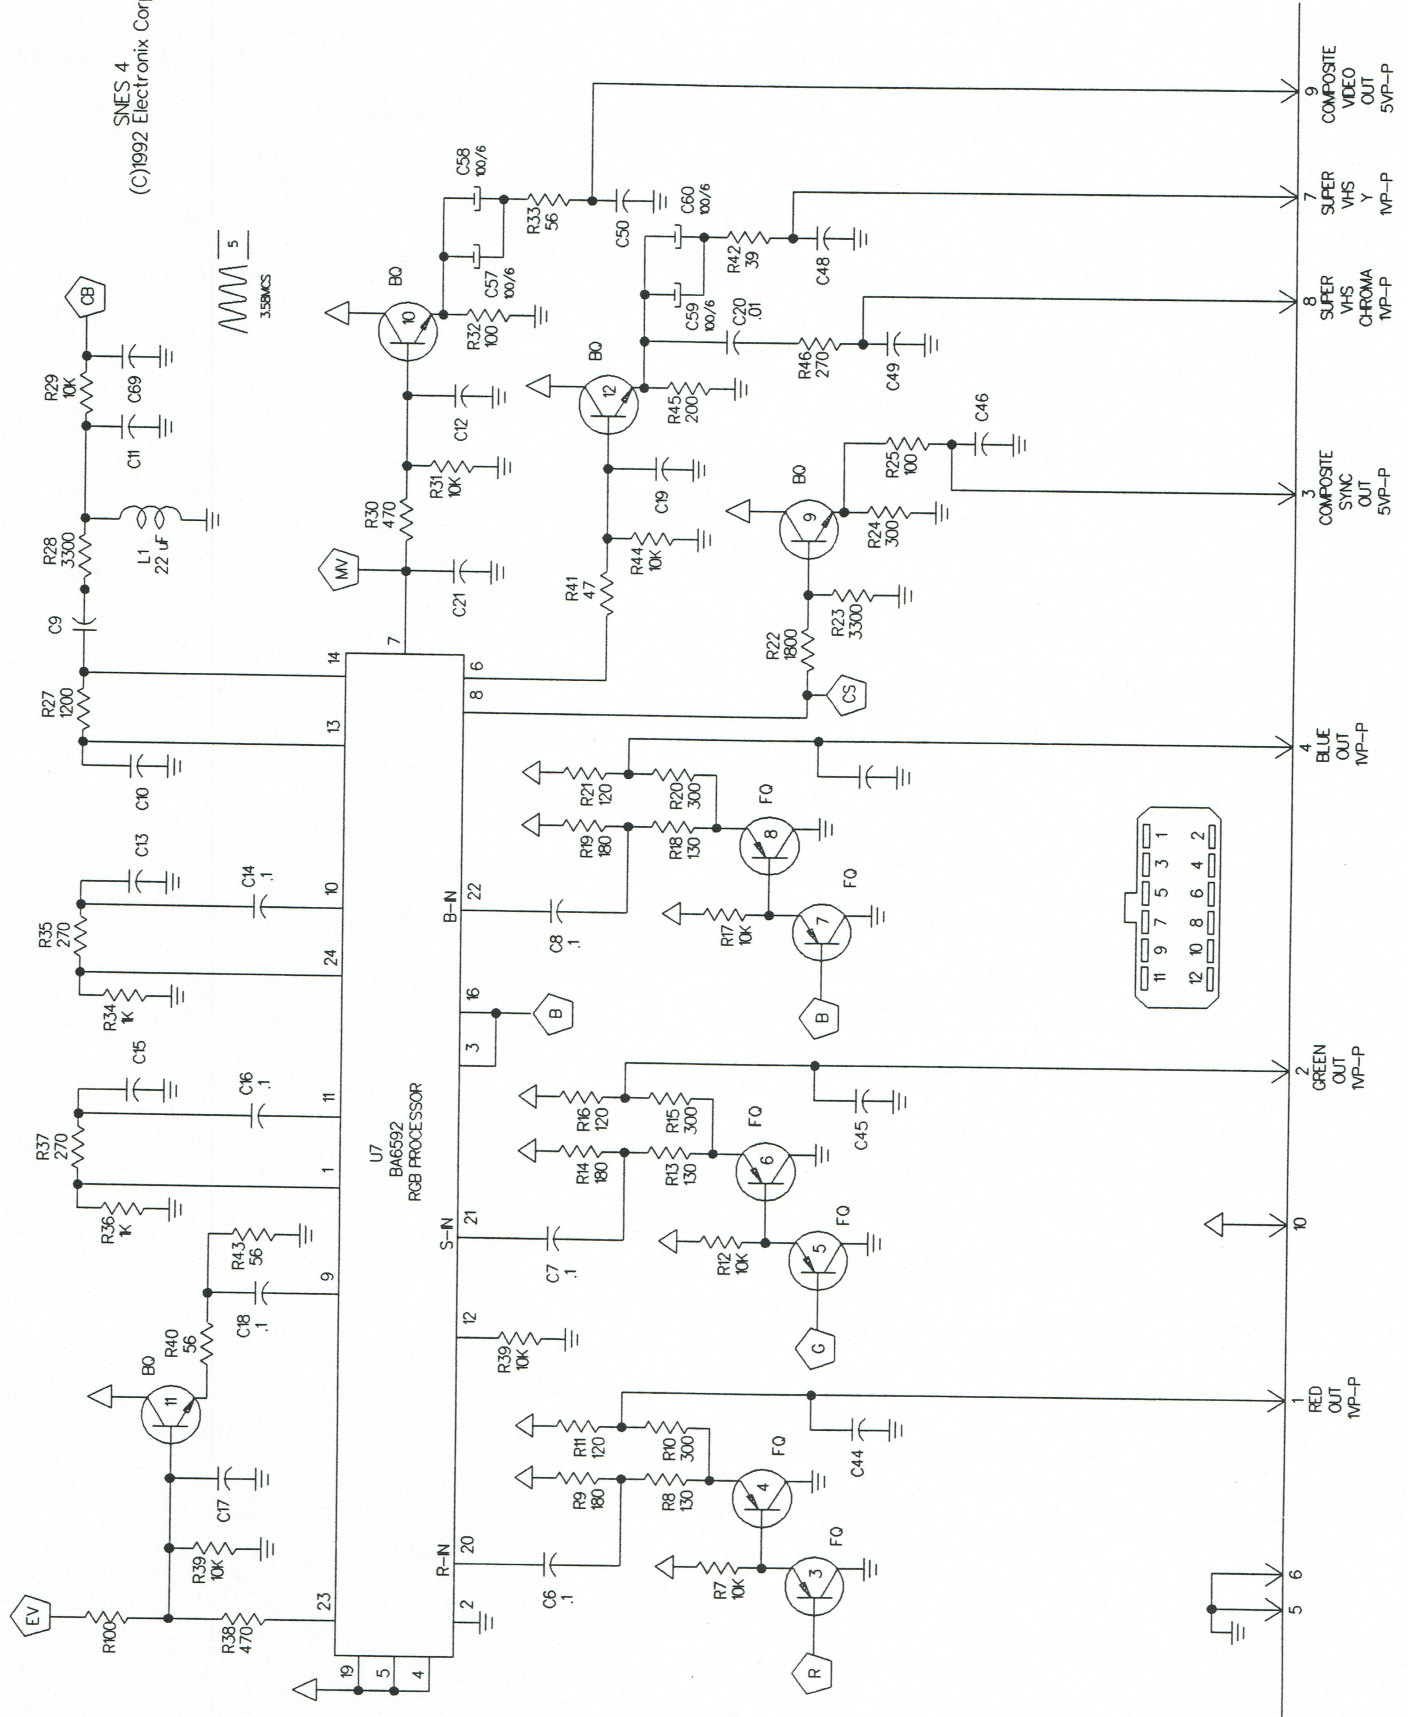 SNES 4
(C)1992 Electronix Corp
5
3.58MCS
CB
R29
10K
C69
C11
R28
3300
L1
22 uF
C9
R27
1200
C10
14
13
MV
R30
470
C21
R31
10K
C12
BQ
10
R32
100
C57
100/6
C58
100/6
R33
56
C50
7
6
8
R41
47
R44
10K
C19
BQ
12
R45
200
C59
100/6
C60
100/6
R42
39
C48
C20
.01
R46
270
C49
CS
R22
1800
R23
3300
BQ
9
R24
300
R25
100
C46
C13
C14
.1
R35
270
R34
1K
10
24
C15
C16
.1
R37
270
R36
1K
11
1
R43
56
C18
.1
9
R40
56
BQ
11
C17
R39
10K
EV
R100
R38
470
23
U7
BA6592
RGB PROCESSOR
19
5
4
2
R-IN
20
12
S-IN
21
3
16
B-IN
22
B
R39
10K
C8
.1
R19
180
R18
130
R21
120
R20
300
FQ
8
R17
10K
FQ
7
B
C7
.1
R14
180
R13
130
R16
120
R15
300
FQ
6
R12
10K
FQ
5
G
C45
C6
.1
R9
180
R8
130
R11
120
R10
300
FQ
4
R7
10K
FQ
3
R
C44
11 9 7 5 3 1
12 10 8 6 4 2
9
COMPOSITE
VIDEO
OUT
5VP-P
7
SUPER
VHS
Y
1VP-P
8
SUPER
VHS
CHROMA
1VP-P
3
COMPOSITE
SYNC
OUT
5VP-P
4
BLUE
OUT
1VP-P
2
GREEN
OUT
1VP-P
10
1
RED
OUT
1VP-P
6
5